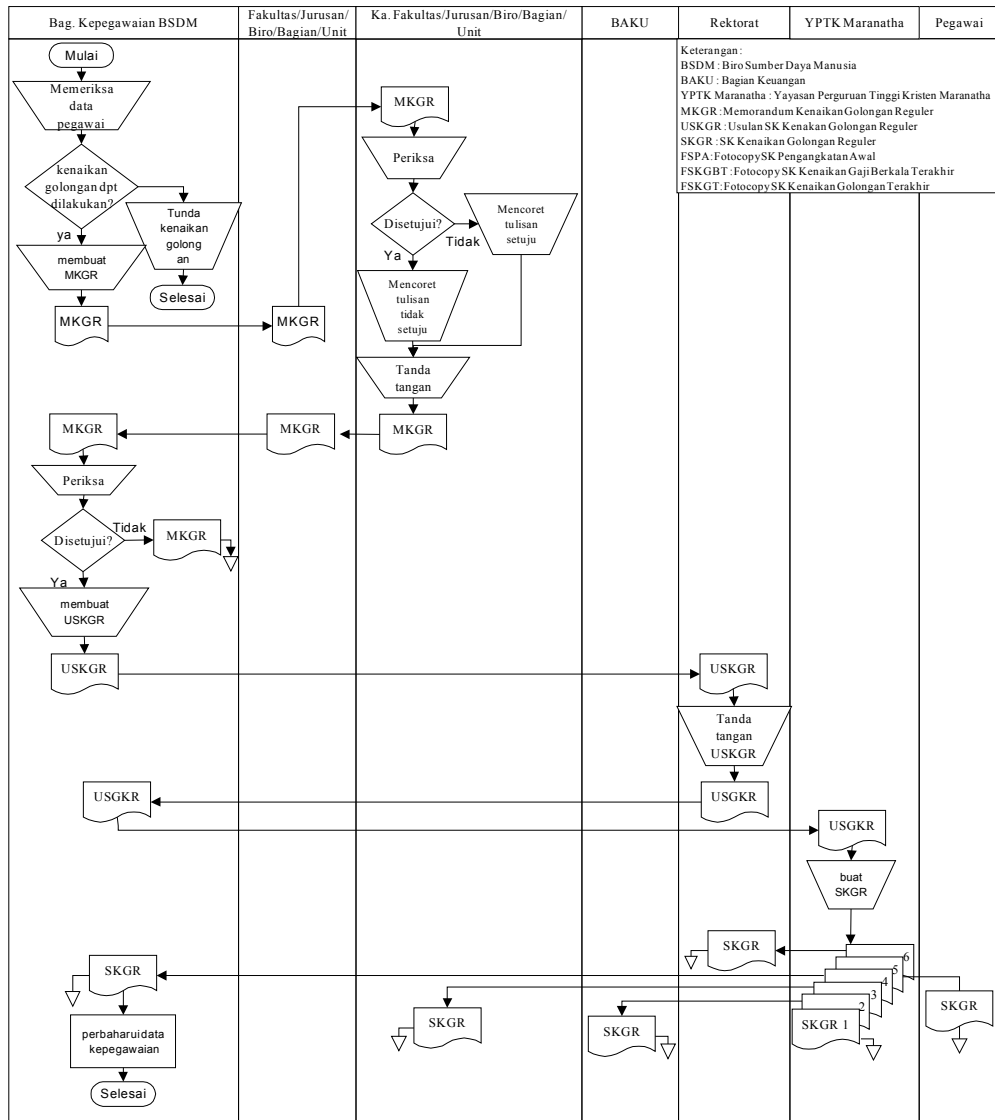 Bag. Kepegawaian BSDM
Fakultas/Jurusan/
Biro/Bagian/Unit
Ka. Fakultas/Jurusan/Biro/Bagian/
Unit
BAKU
Rektorat
YPTK Maranatha
Pegawai
Keterangan :
BSDM : Biro Sumber Daya Manusia
BAKU : Bagian Keuangan
YPTK Maranatha : Yayasan Perguruan Tinggi Kristen Maranatha
MKGR : Memorandum Kenaikan Golongan Reguler
USKGR : Usulan SK Kenakan Golongan Reguler
SKGR : SK Kenaikan Golongan Reguler
FSPA : Fotocopy SK Pengangkatan Awal
FSKGBT : Fotocopy SK Kenaikan Gaji Berkala Terakhir
FSKGT : Fotocopy SK Kenaikan Golongan Terakhir
Mulai
Memeriksa
data
pegawai
kenaikan
golongan dpt
dilakukan?
ya
Tunda
kenaikan
golong
an
Selesai
membuat
MKGR
MKGR
MKGR
MKGR
Periksa
Disetujui?
Tidak
Mencoret
tulisan
setuju
Ya
Mencoret
tulisan
tidak
setuju
Tanda
tangan
MKGR
MKGR
MKGR
Periksa
Disetujui?
Tidak
MKGR
Ya
membuat
USKGR
USKGR
USKGR
Tanda
tangan
USKGR
USGKR
USGKR
USGKR
buat
SKGR
6
5
4
3
2
SKGR 1
SKGR
SKGR
SKGR
SKGR
SKGR
perbaharui data
kepegawaian
Selesai